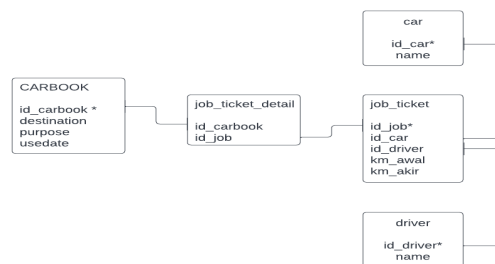 car
id_car*
name
CARBOOK
id_carbook *
destination
purpose
usedate
job_ticket_detail
id_carbook
id_job
job_ticket
id_job*
id_car
id_driver
km_awal
km_akir
driver
id_driver*
name